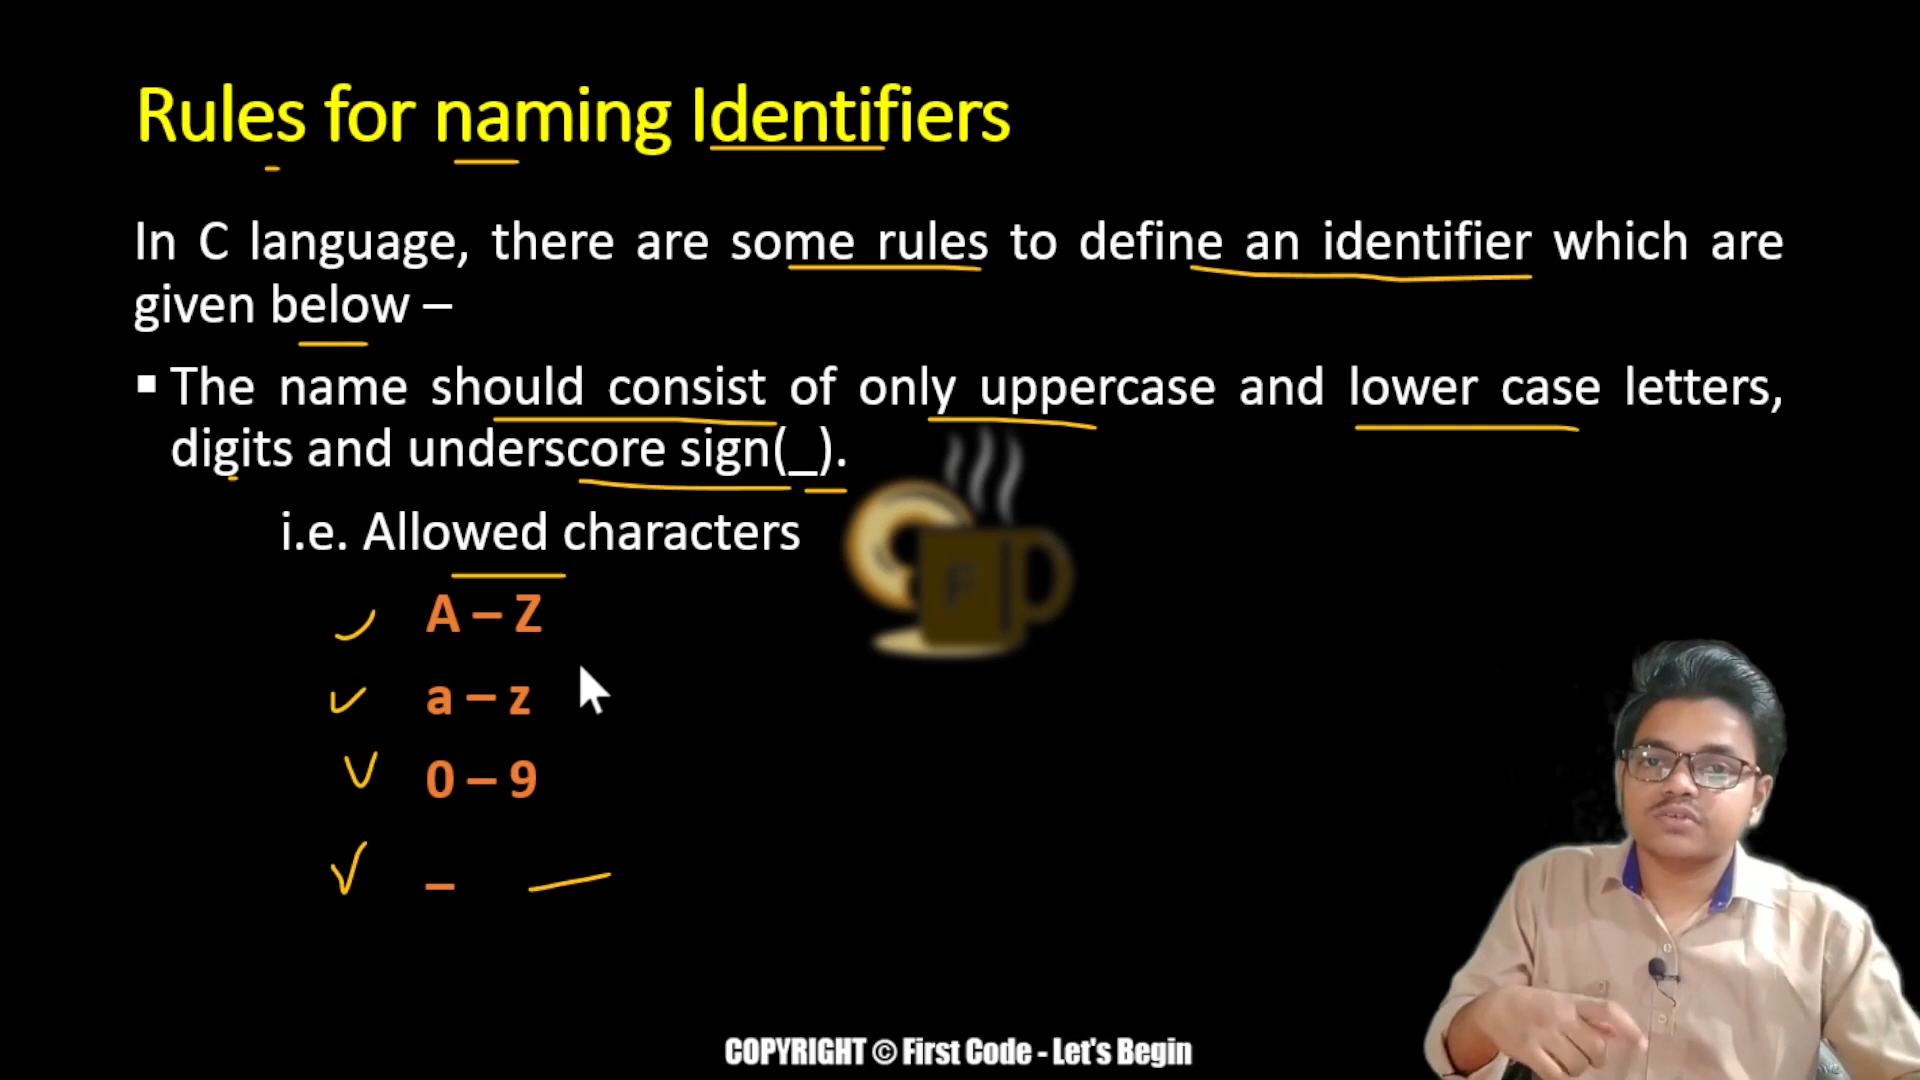 Rules for naming Identifiers
In C language, there are some rules to define an identifier which are
given below –
▪ The name should consist of only uppercase and lower case letters,
digits and underscore sign(_).
i.e. Allowed characters
A – Z
a – z
0 – 9
_
F
COPYRIGHT © First Code - Let's Begin